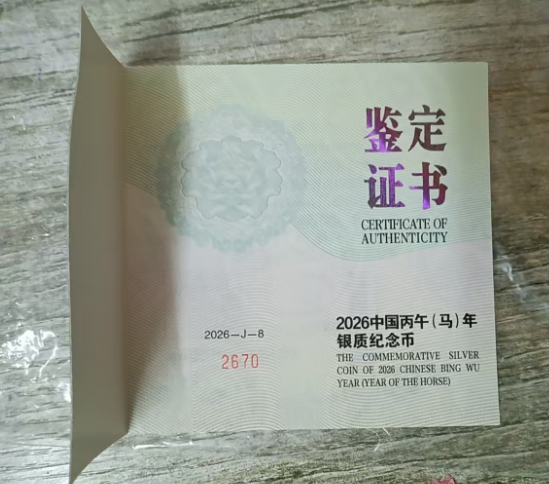 鉴定
证书
CERTIFICATE OF
AUTHENTICITY
2026-J-8
2670
2026中国丙午(马)年
银质纪念币
THE COMMEMORATIVE SILVER
COIN OF 2026 CHINESE BING WU
YEAR (YEAR OF THE HORSE)